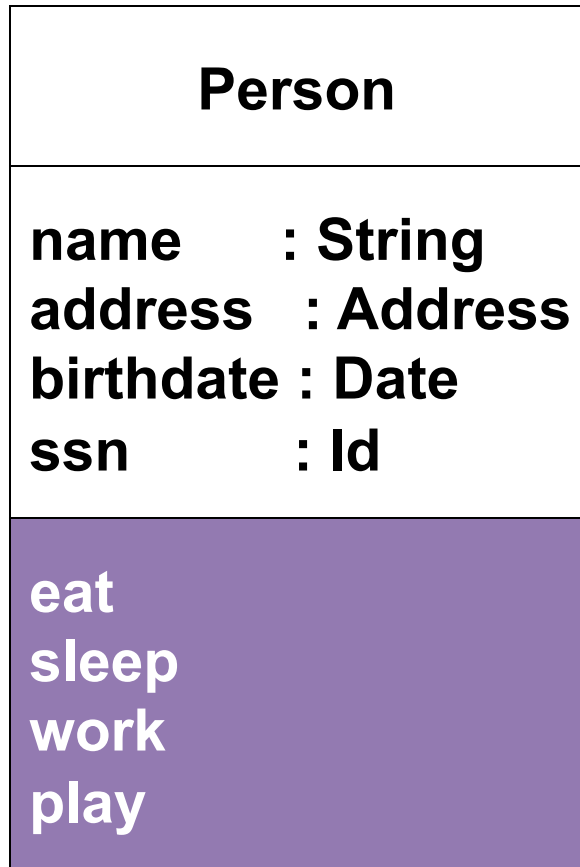 Person
name : String
address : Address
birthdate : Date
ssn : Id
eat
sleep
work
play